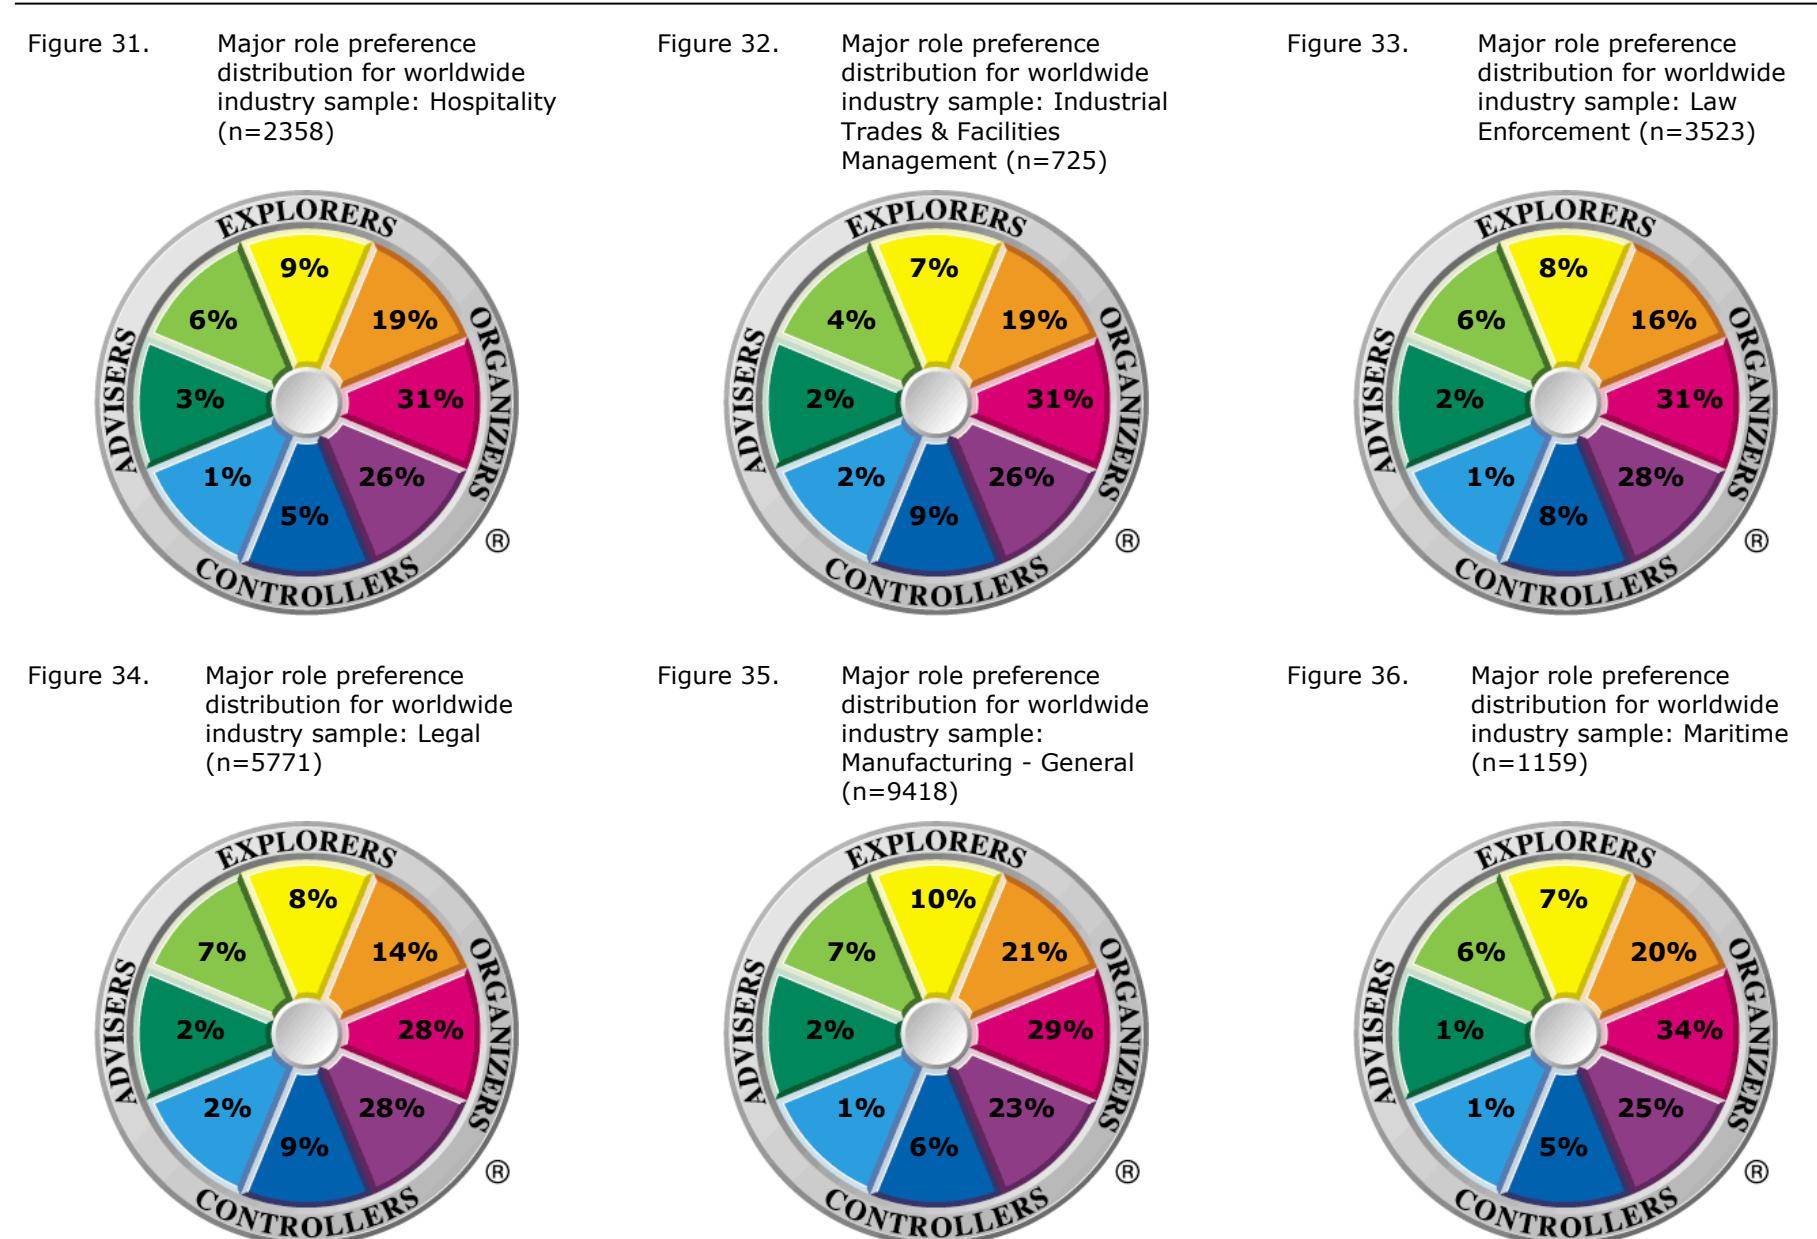 Figure 31.
Major role preference
distribution for worldwide
industry sample: Hospitality
(n=2358)
EXPLORERS
9%
6%
19%
ADVISERS
ORGANIZERS
3%
31%
1%
26%
5%
CONTROLLERS
®
Figure 32.
Major role preference
distribution for worldwide
industry sample: Industrial
Trades & Facilities
Management (n=725)
EXPLORERS
7%
4%
19%
ADVISERS
ORGANIZERS
2%
31%
2%
26%
9%
CONTROLLERS
®
Figure 33.
Major role preference
distribution for worldwide
industry sample: Law
Enforcement (n=3523)
EXPLORERS
8%
6%
16%
ADVISERS
ORGANIZERS
2%
31%
1%
28%
8%
CONTROLLERS
®
Figure 34.
Major role preference
distribution for worldwide
industry sample: Legal
(n=5771)
EXPLORERS
8%
7%
14%
ADVISERS
ORGANIZERS
2%
28%
2%
28%
9%
CONTROLLERS
®
Figure 35.
Major role preference
distribution for worldwide
industry sample:
Manufacturing - General
(n=9418)
EXPLORERS
10%
7%
21%
ADVISERS
ORGANIZERS
2%
29%
1%
23%
6%
CONTROLLERS
®
Figure 36.
Major role preference
distribution for worldwide
industry sample: Maritime
(n=1159)
EXPLORERS
7%
6%
20%
ADVISERS
ORGANIZERS
1%
34%
1%
25%
5%
CONTROLLERS
®